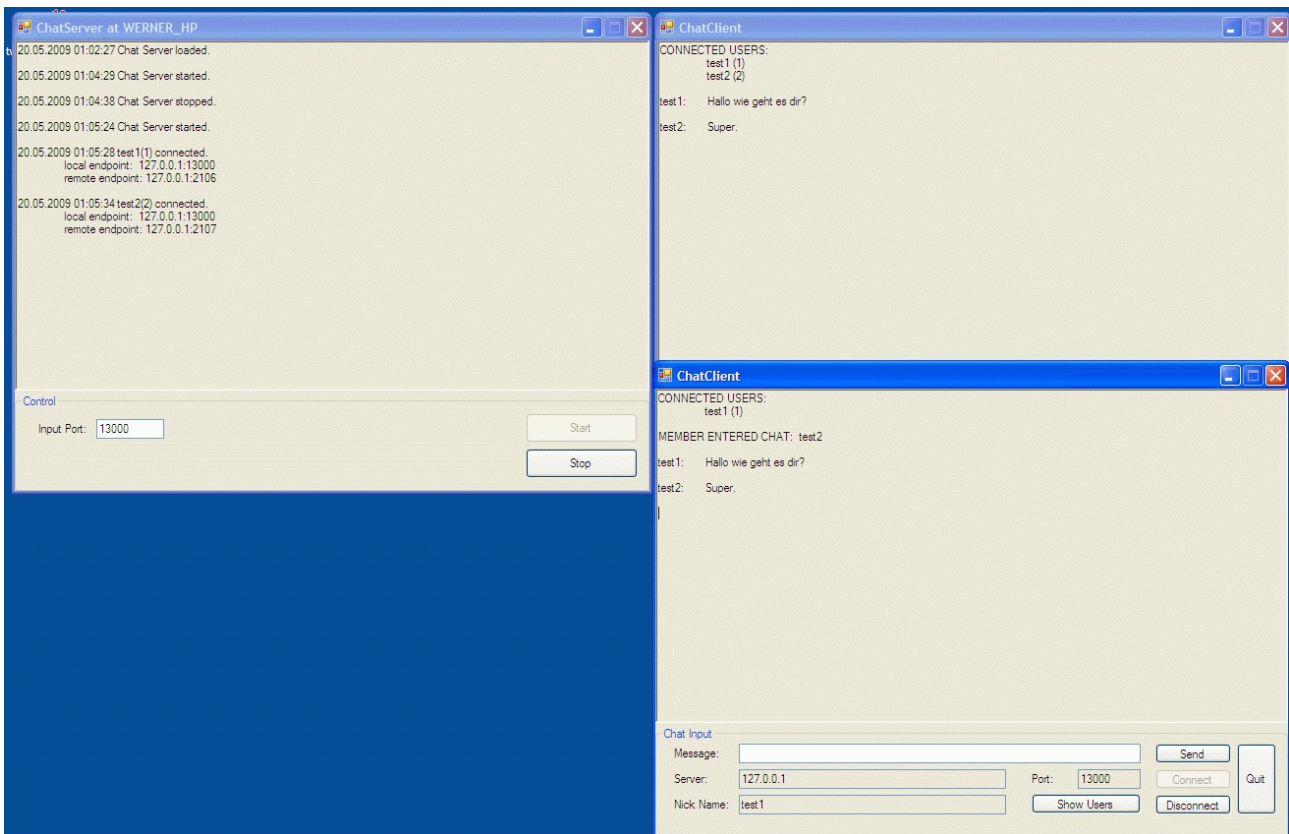 ChatServer at WERNER_HP
20.05.2009 01:02:27 Chat Server loaded.
20.05.2009 01:04:29 Chat Server started.
20.05.2009 01:04:38 Chat Server stopped.
20.05.2009 01:05:24 Chat Server started.
20.05.2009 01:05:28 test1(1) connected.
local endpoint: 127.0.0.1:13000
remote endpoint: 127.0.0.1:2106
20.05.2009 01:05:34 test2(2) connected.
local endpoint: 127.0.0.1:13000
remote endpoint: 127.0.0.1:2107
Control
Input Port: 13000
Start
Stop
ChatClient
CONNECTED USERS:
test1 (1)
test2 (2)
test1: Hallo wie geht es dir?
test2: Super.
ChatClient
CONNECTED USERS:
test1 (1)
MEMBER ENTERED CHAT: test2
test1: Hallo wie geht es dir?
test2: Super.
Chat Input
Message: Send
Server: 127.0.0.1 Port: 13000 Connect Quit
Nick Name: test1 Show Users Disconnect